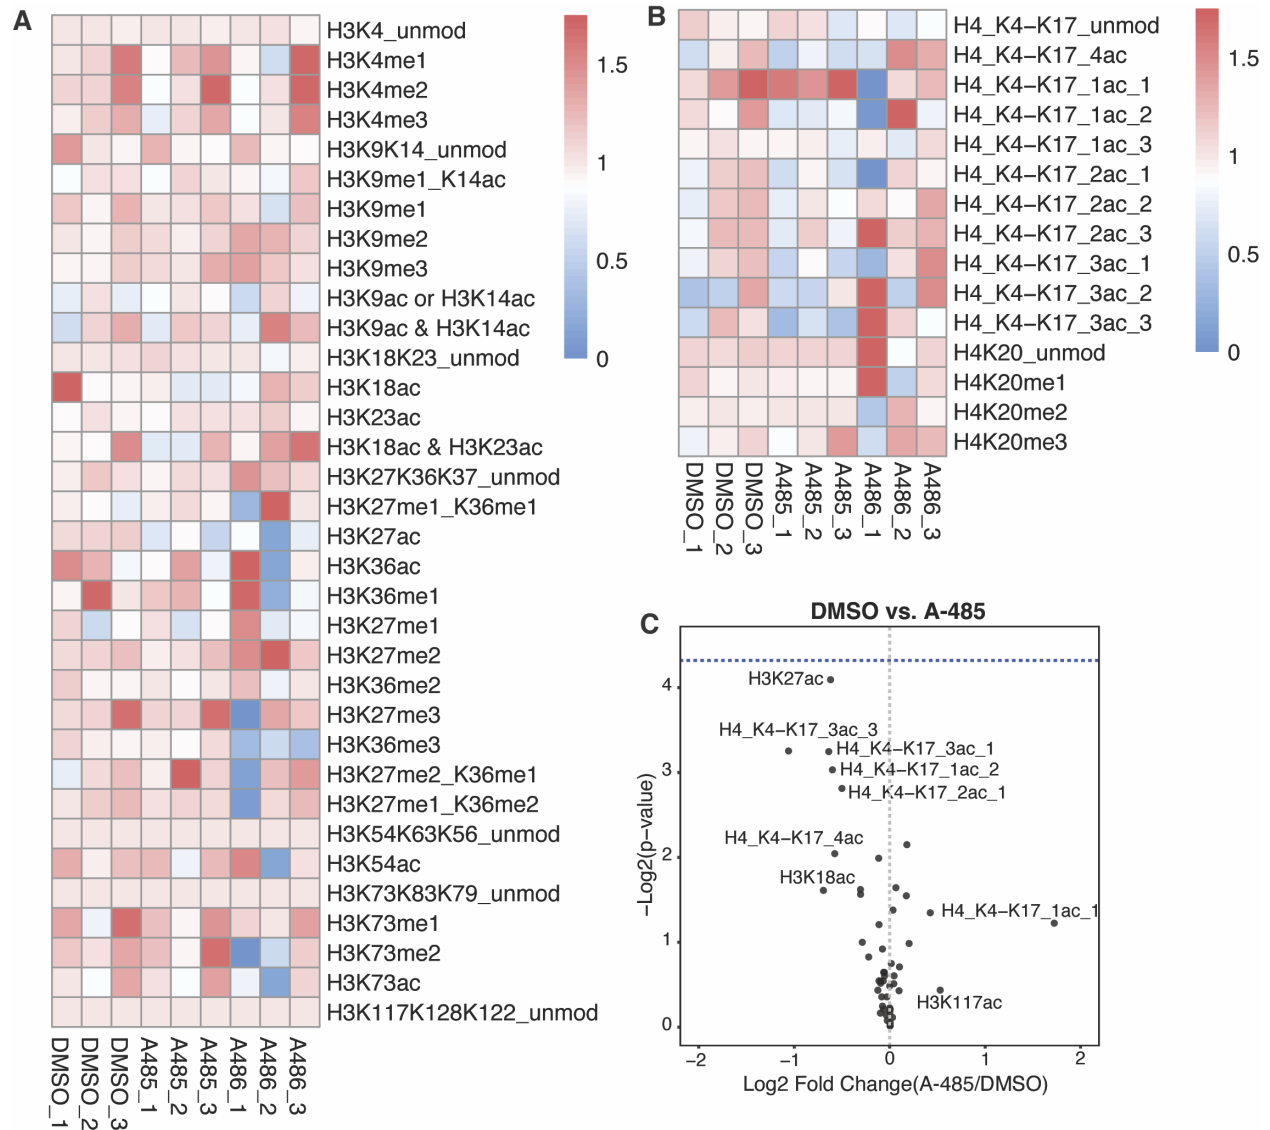 A
H3K4_unmod
H3K4me1
H3K4me2
H3K4me3
H3K9K14_unmod
H3K9me1_K14ac
H3K9me1
H3K9me2
H3K9me3
H3K9ac or H3K14ac
H3K9ac & H3K14ac
H3K18K23_unmod
H3K18ac
H3K23ac
H3K18ac & H3K23ac
H3K27K36K37_unmod
H3K27me1_K36me1
H3K27ac
H3K36ac
H3K36me1
H3K27me1
H3K27me2
H3K36me2
H3K27me3
H3K36me3
H3K27me2_K36me1
H3K27me1_K36me2
H3K54K63K56_unmod
H3K54ac
H3K73K83K79_unmod
H3K73me1
H3K73me2
H3K73ac
H3K117K128K122_unmod
DMSO_1
DMSO_2
DMSO_3
A485_1
A485_2
A485_3
A486_1
A486_2
A486_3
1.5
1
0.5
0
B
H4_K4−K17_unmod
H4_K4−K17_4ac
H4_K4−K17_1ac_1
H4_K4−K17_1ac_2
H4_K4−K17_1ac_3
H4_K4−K17_2ac_1
H4_K4−K17_2ac_2
H4_K4−K17_2ac_3
H4_K4−K17_3ac_1
H4_K4−K17_3ac_2
H4_K4−K17_3ac_3
H4K20_unmod
H4K20me1
H4K20me2
H4K20me3
DMSO_1
DMSO_2
DMSO_3
A485_1
A485_2
A485_3
A486_1
A486_2
A486_3
1.5
1
0.5
0
C
DMSO vs. A-485
H3K27ac
H4_K4−K17_3ac_3
H4_K4−K17_3ac_1
H4_K4−K17_1ac_2
H4_K4−K17_2ac_1
H4_K4−K17_4ac
H3K18ac
H4_K4−K17_1ac_1
H3K117ac
4
3
2
1
0
−Log2(p−value)
−2
−1
0
1
2
Log2 Fold Change(A-485/DMSO)